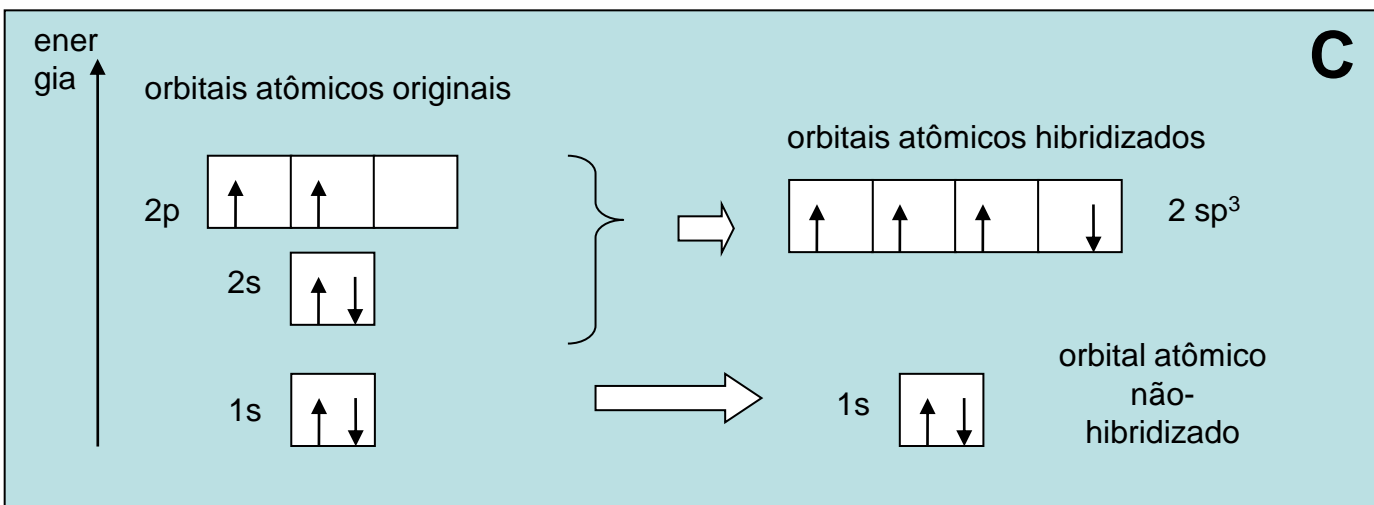 ener
gia
C
orbitais atômicos originais
orbitais atômicos hibridizados
2p
2 sp³
2s
orbital atômico
não-
hibridizado
1s
1s